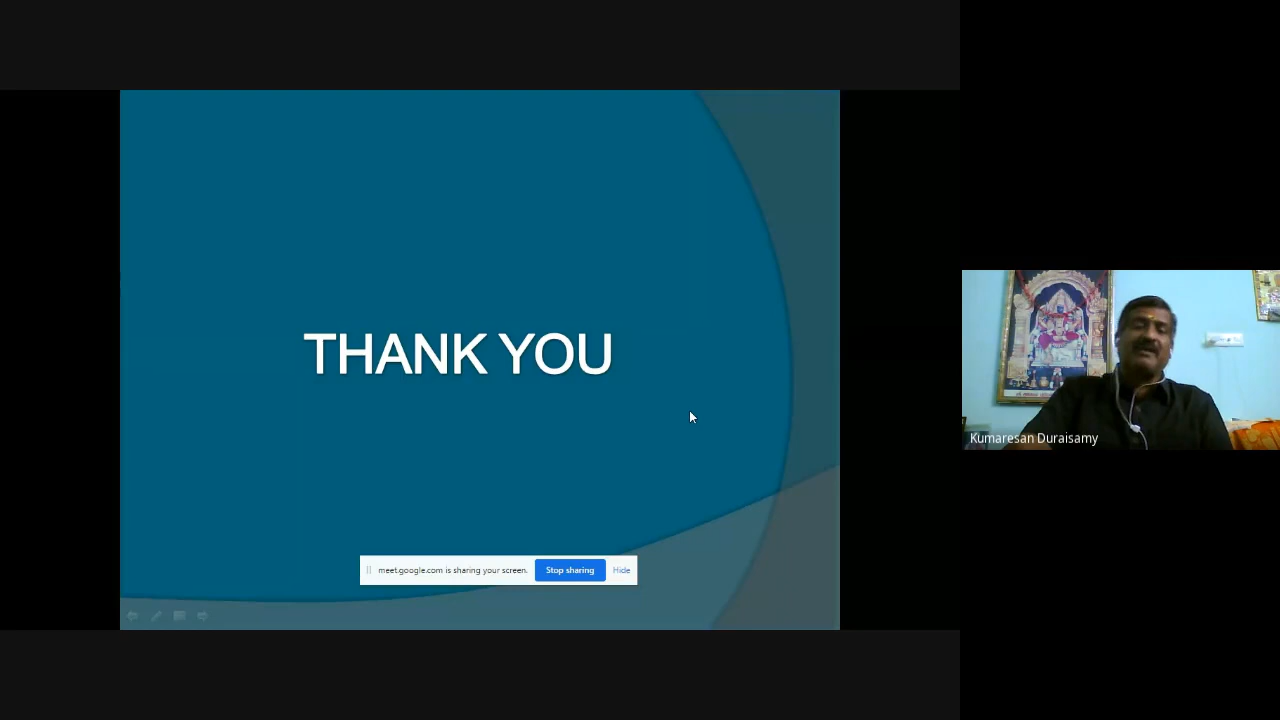 THANK YOU
meet.google.com is sharing your screen.
Stop sharing
Hide
Kumaresan Duraisamy